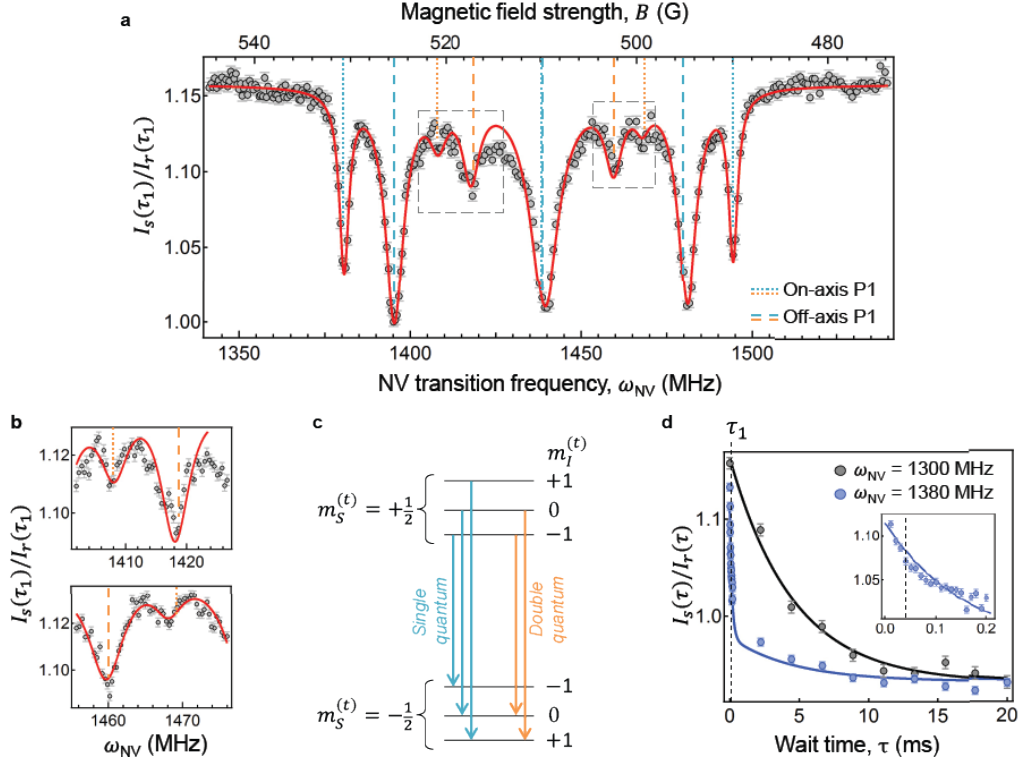 Magnetic field strength, B (G)
a
540 520 500 480
I_s(τ_1)/I_r(τ_1)
1.15
1.10
1.05
1.00
On-axis P1
Off-axis P1
1350 1400 1450 1500
NV transition frequency, ω_NV (MHz)
b
I_s(τ_1)/I_r(τ_1)
1.12
1.10
1410 1420
1.12
1.10
1460 1470
ω_NV (MHz)
c
m_I^(t)
m_S^(t) = +1/2
+1
0
−1
Single
quantum
Double
quantum
m_S^(t) = −1/2
−1
0
+1
d
τ_1
I_s(τ)/I_r(τ)
1.1
1.0
ω_NV = 1300 MHz
ω_NV = 1380 MHz
1.10
1.05
0.0 0.1 0.2
0 5 10 15 20
Wait time, τ (ms)